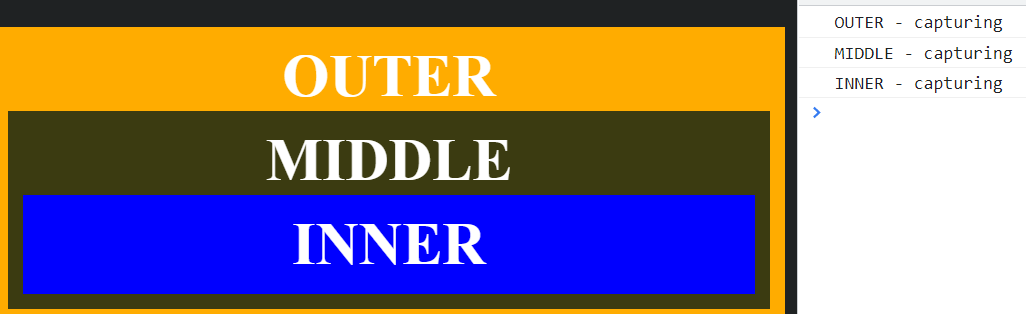 OUTER
MIDDLE
INNER
OUTER - capturing
MIDDLE - capturing
INNER - capturing
>